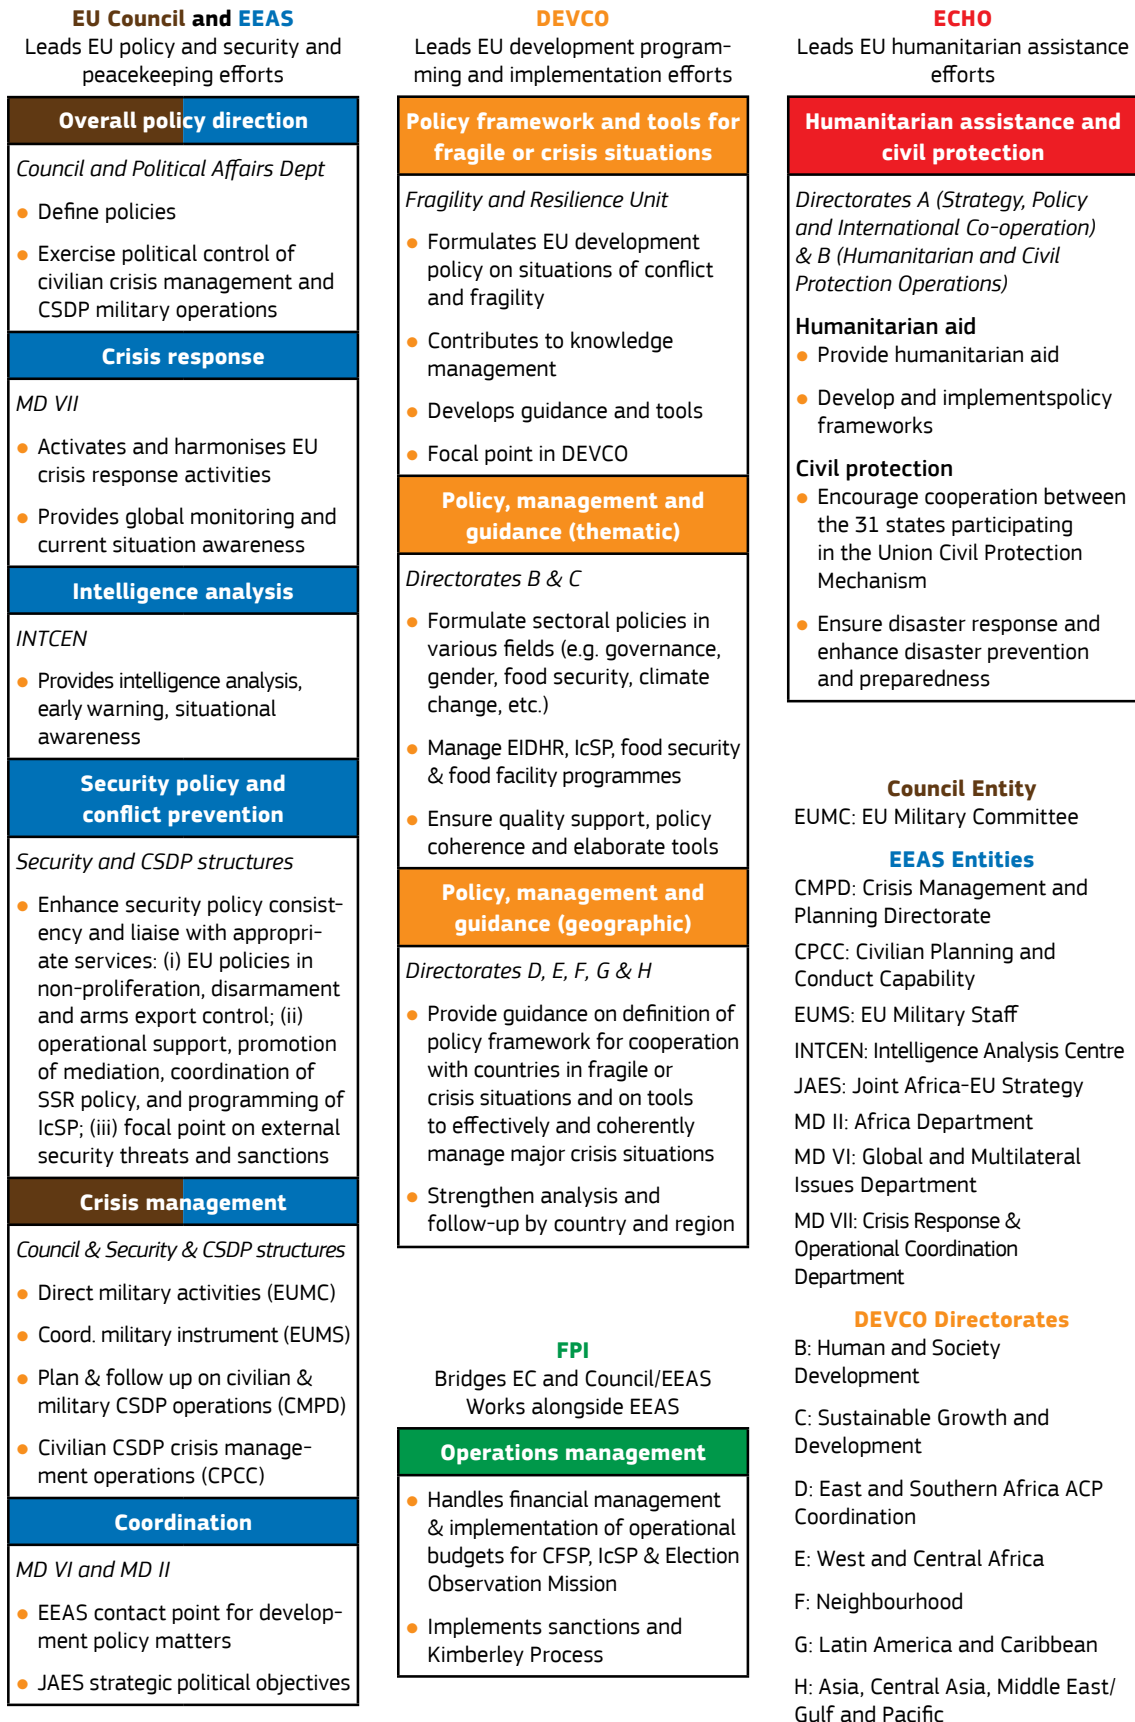 EU Council and EEAS
Leads EU policy and security and
peacekeeping efforts
Overall policy direction
Council and Political Affairs Dept
• Define policies
• Exercise political control of
civilian crisis management and
CSDP military operations
Crisis response
MD VII
• Activates and harmonises EU
crisis response activities
• Provides global monitoring and
current situation awareness
Intelligence analysis
INTCEN
• Provides intelligence analysis,
early warning, situational
awareness
Security policy and
conflict prevention
Security and CSDP structures
• Enhance security policy consist-
ency and liaise with appropri-
ate services: (i) EU policies in
non-proliferation, disarmament
and arms export control; (ii)
operational support, promotion
of mediation, coordination of
SSR policy, and programming of
IcSP; (iii) focal point on external
security threats and sanctions
Crisis management
Council & Security & CSDP structures
• Direct military activities (EUMC)
• Coord. military instrument (EUMS)
• Plan & follow up on civilian &
military CSDP operations (CMPD)
• Civilian CSDP crisis manage-
ment operations (CPCC)
Coordination
MD VI and MD II
• EEAS contact point for develop-
ment policy matters
• JAES strategic political objectives
DEVCO
Leads EU development program-
ming and implementation efforts
Policy framework and tools for
fragile or crisis situations
Fragility and Resilience Unit
• Formulates EU development
policy on situations of conflict
and fragility
• Contributes to knowledge
management
• Develops guidance and tools
• Focal point in DEVCO
Policy, management and
guidance (thematic)
Directorates B & C
• Formulate sectoral policies in
various fields (e.g. governance,
gender, food security, climate
change, etc.)
• Manage EIDHR, IcSP, food security
& food facility programmes
• Ensure quality support, policy
coherence and elaborate tools
Policy, management and
guidance (geographic)
Directorates D, E, F, G & H
• Provide guidance on definition of
policy framework for cooperation
with countries in fragile or
crisis situations and on tools
to effectively and coherently
manage major crisis situations
• Strengthen analysis and
follow-up by country and region
FPI
Bridges EC and Council/EEAS
Works alongside EEAS
Operations management
• Handles financial management
& implementation of operational
budgets for CFSP, IcSP & Election
Observation Mission
• Implements sanctions and
Kimberley Process
ECHO
Leads EU humanitarian assistance
efforts
Humanitarian assistance and
civil protection
Directorates A (Strategy, Policy
and International Co-operation)
& B (Humanitarian and Civil
Protection Operations)
Humanitarian aid
• Provide humanitarian aid
• Develop and implementspolicy
frameworks
Civil protection
• Encourage cooperation between
the 31 states participating
in the Union Civil Protection
Mechanism
• Ensure disaster response and
enhance disaster prevention
and preparedness
Council Entity
EUMC: EU Military Committee
EEAS Entities
CMPD: Crisis Management and
Planning Directorate
CPCC: Civilian Planning and
Conduct Capability
EUMS: EU Military Staff
INTCEN: Intelligence Analysis Centre
JAES: Joint Africa-EU Strategy
MD II: Africa Department
MD VI: Global and Multilateral
Issues Department
MD VII: Crisis Response &
Operational Coordination
Department
DEVCO Directorates
B: Human and Society
Development
C: Sustainable Growth and
Development
D: East and Southern Africa ACP
Coordination
E: West and Central Africa
F: Neighbourhood
G: Latin America and Caribbean
H: Asia, Central Asia, Middle East/
Gulf and Pacific